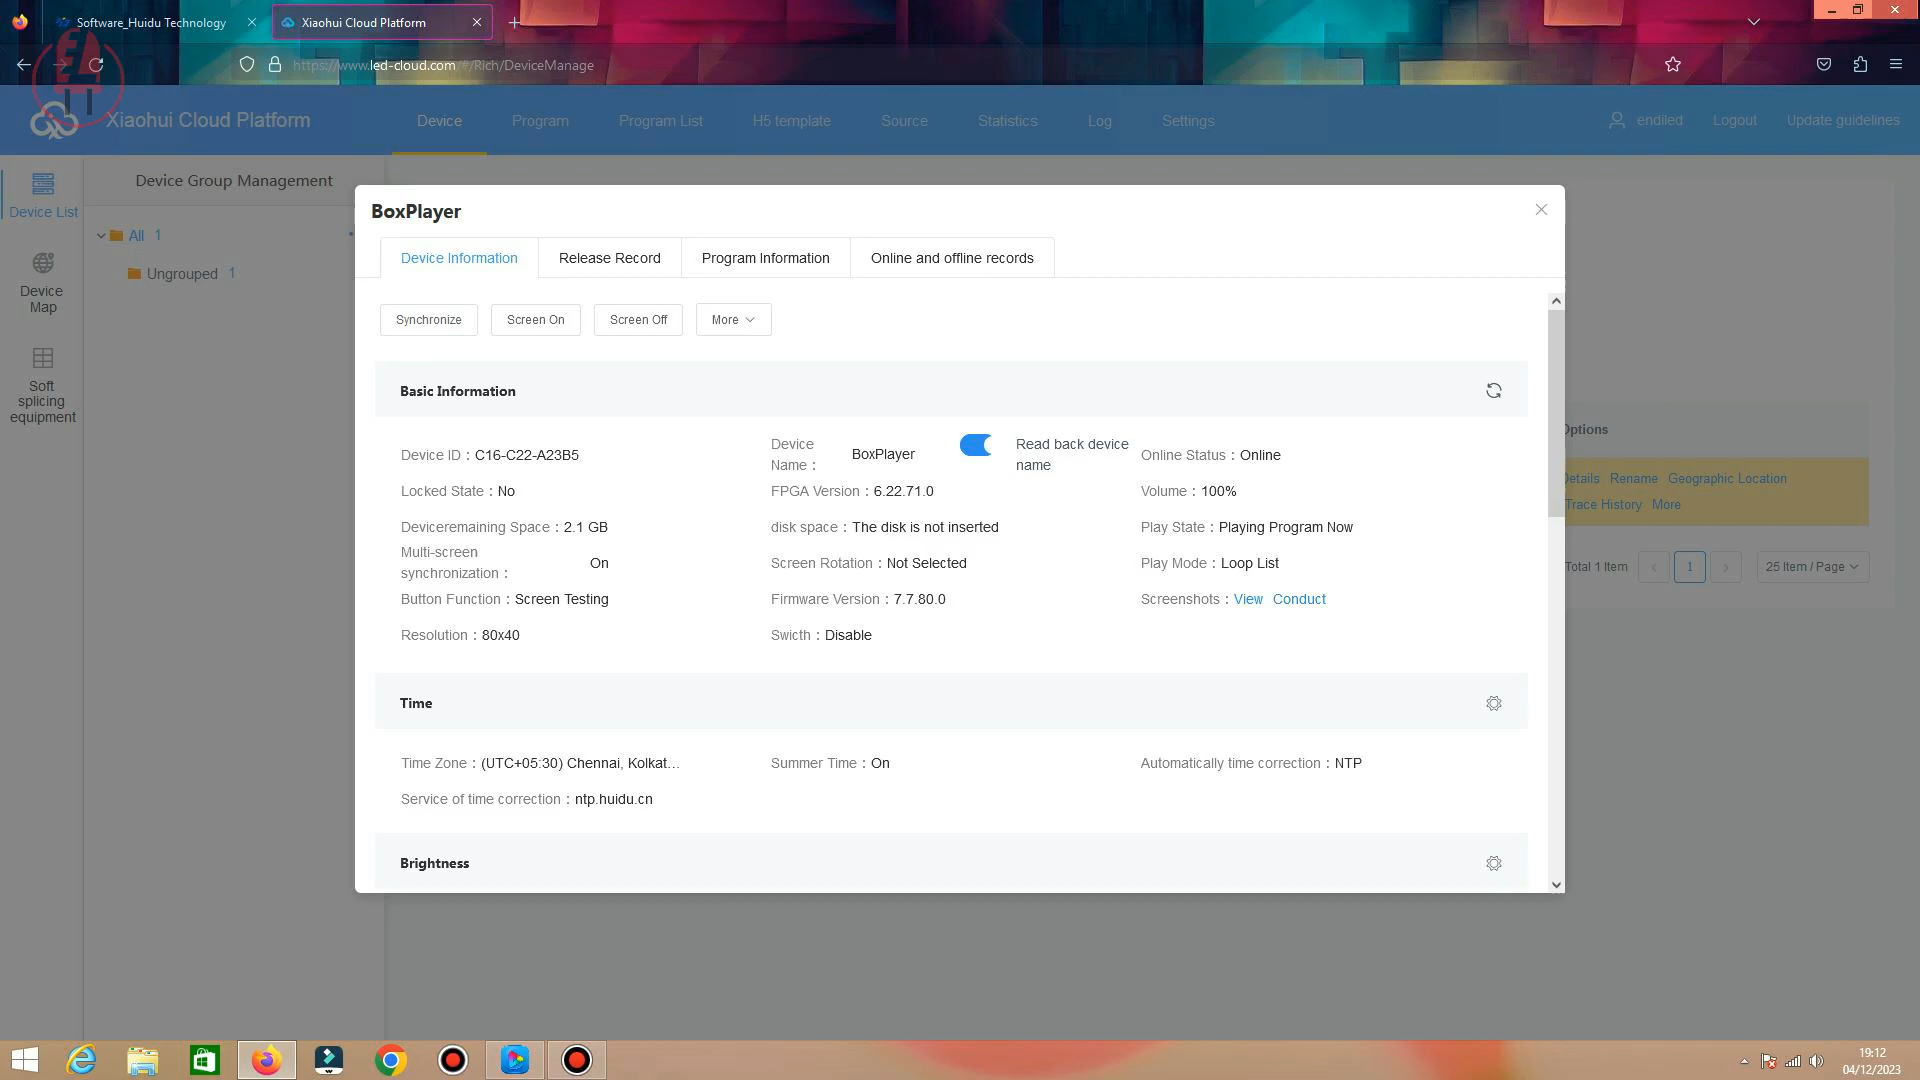 Software_Huidu Technology
Xiaohui Cloud Platform
https://www.led-cloud.com/#/Rich/DeviceManage
Xiaohui Cloud Platform
Device
Program
Program List
H5 template
Source
Statistics
Log
Settings
endiled
Logout
Update guidelines
Device List
Device
Map
Soft
splicing
equipment
Device Group Management
All 1
Ungrouped 1
BoxPlayer
Device Information
Release Record
Program Information
Online and offline records
Synchronize
Screen On
Screen Off
More
Basic Information
Device ID : C16-C22-A23B5
Device
Name :
BoxPlayer
Read back device
name
Online Status : Online
Locked State : No
FPGA Version : 6.22.71.0
Volume : 100%
Deviceremaining Space : 2.1 GB
disk space : The disk is not inserted
Play State : Playing Program Now
Multi-screen
synchronization :
On
Screen Rotation : Not Selected
Play Mode : Loop List
Button Function : Screen Testing
Firmware Version : 7.7.80.0
Screenshots : View Conduct
Resolution : 80x40
Swicth : Disable
Time
Time Zone : (UTC+05:30) Chennai, Kolkat...
Summer Time : On
Automatically time correction : NTP
Service of time correction : ntp.huidu.cn
Brightness
Options
Details Rename Geographic Location
Trace History More
Total 1 Item
1
25 Item / Page
19:12
04/12/2023